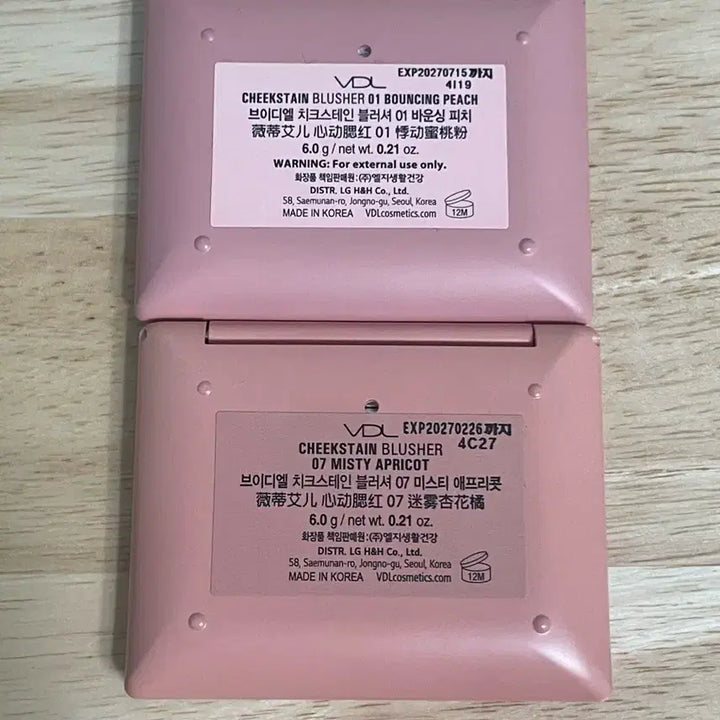 EXP20270715까지
VDL 4I19
CHEEKSTAIN BLUSHER 01 BOUNCING PEACH
브이디엘 치크스테인 블러셔 01 바운싱 피치
薇蒂艾儿 心动腮红 01 悸动蜜桃粉
6.0 g / net wt. 0.21 oz.
WARNING: For external use only.
화장품 책임판매원 : (주)엘지생활건강
DISTR. LG H&H Co., Ltd.
58, Saemunan-ro, Jongno-gu, Seoul, Korea
MADE IN KOREA VDLcosmetics.com 12M
VDL EXP20270226까지
4C27
CHEEKSTAIN BLUSHER
07 MISTY APRICOT
브이디엘 치크스테인 블러셔 07 미스티 애프리콧
薇蒂艾儿 心动腮红 07 迷雾杏花橘
6.0 g / net wt. 0.21 oz.
화장품 책임판매원 : (주)엘지생활건강
DISTR. LG H&H Co., Ltd.
58, Saemunan-ro, Jongno-gu, Seoul, Korea
MADE IN KOREA VDLcosmetics.com 12M